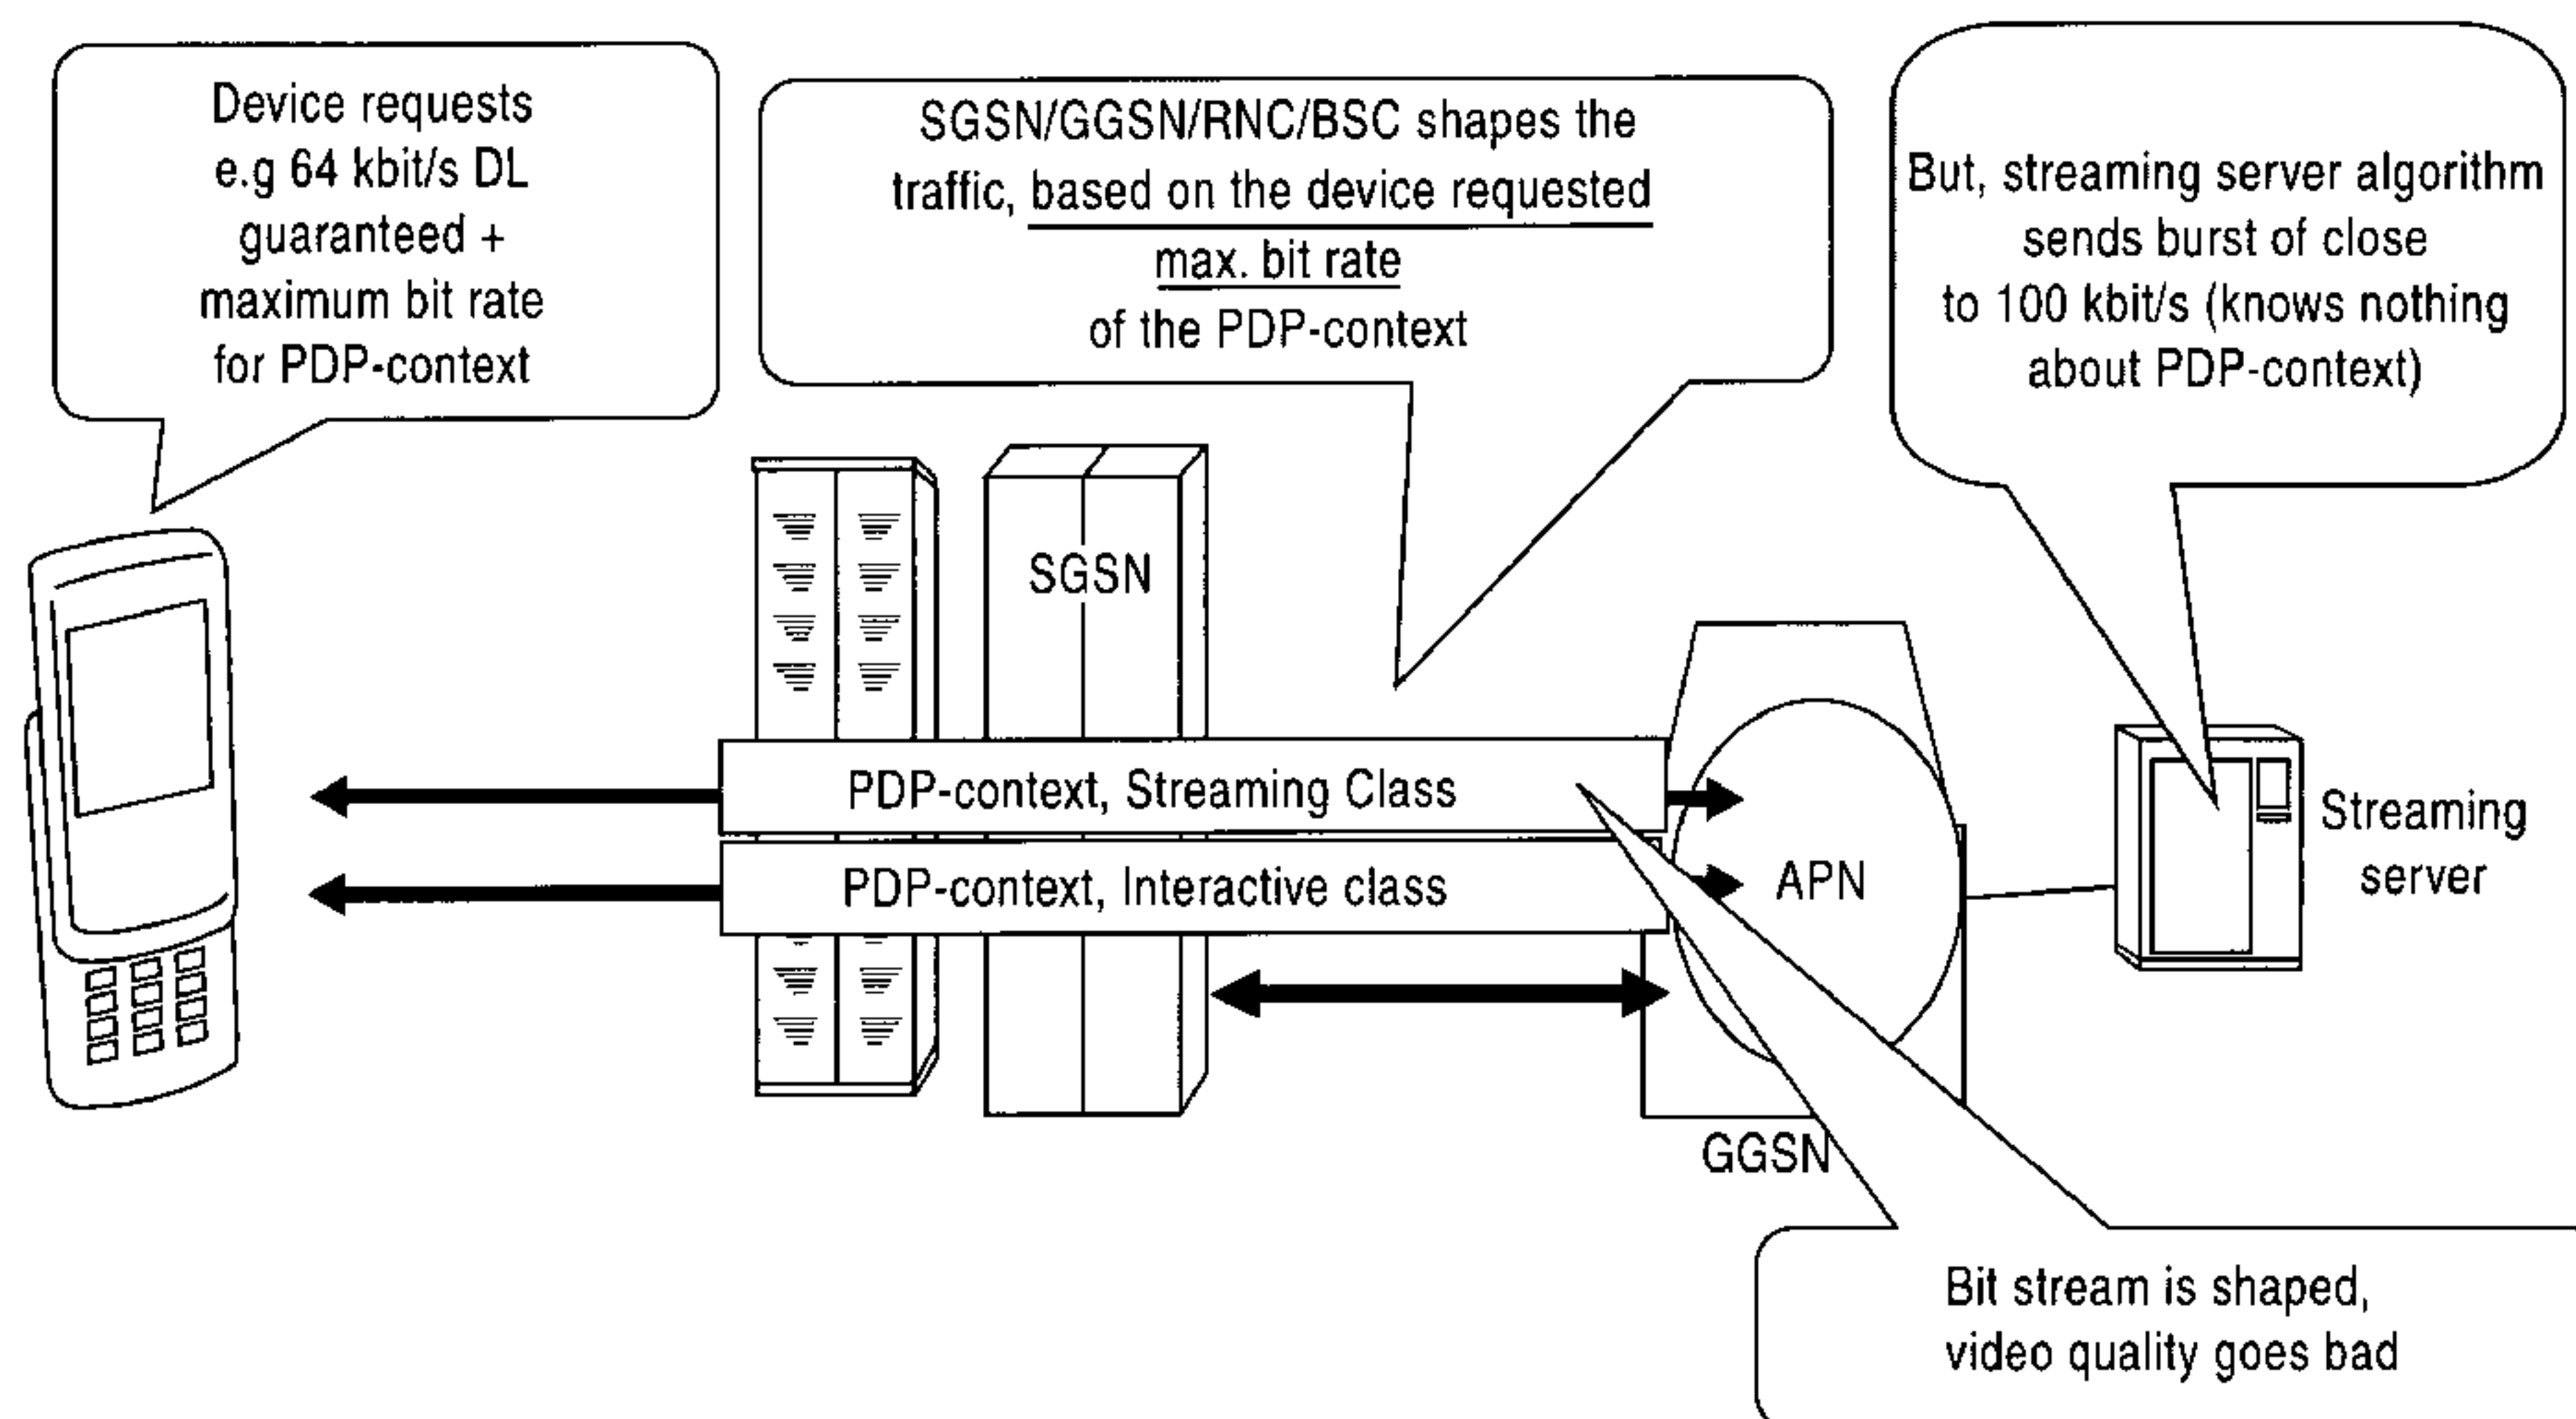 Device requests
e.g 64 kbit/s DL
guaranteed +
maximum bit rate
for PDP-context
SGSN/GGSN/RNC/BSC shapes the
traffic, based on the device requested
max. bit rate
of the PDP-context
But, streaming server algorithm
sends burst of close
to 100 kbit/s (knows nothing
about PDP-context)
SGSN
PDP-context, Streaming Class
PDP-context, Interactive class
APN
Streaming
server
GGSN
Bit stream is shaped,
video quality goes bad